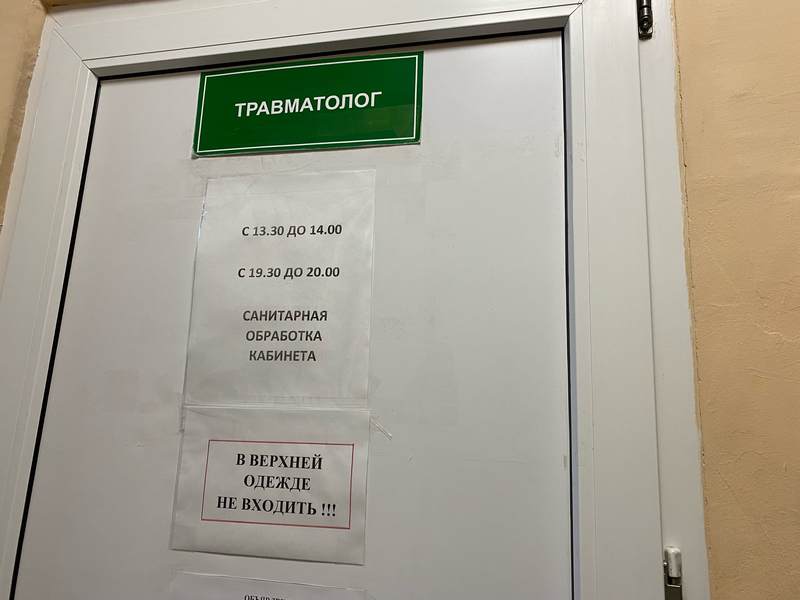 ТРАВМАТОЛОГ
С 13.30 ДО 14.00
С 19.30 ДО 20.00
САНИТАРНАЯ
ОБРАБОТКА
КАБИНЕТА
В ВЕРХНЕЙ
ОДЕЖДЕ
НЕ ВХОДИТЬ !!!